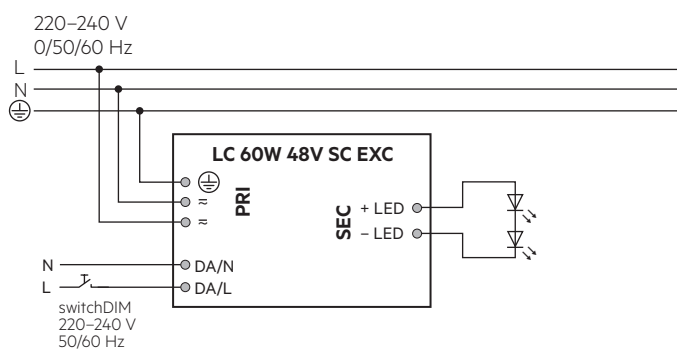 220–240 V
0/50/60 Hz
L
N
LC 60W 48V SC EXC
PRI
≂
≂
SEC
+ LED
– LED
N
DA/N
L
DA/L
switchDIM
220–240 V
50/60 Hz